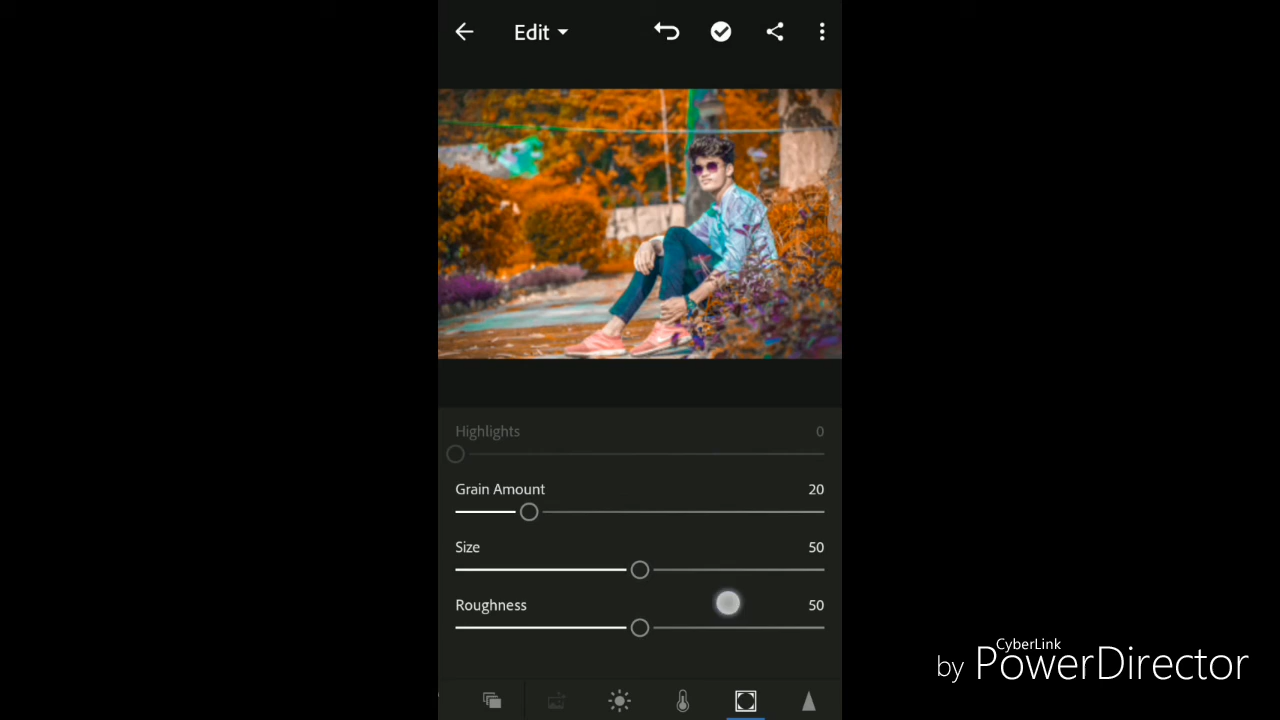 Edit
Highlights 0
Grain Amount 20
Size 50
Roughness 50
CyberLink
by PowerDirector